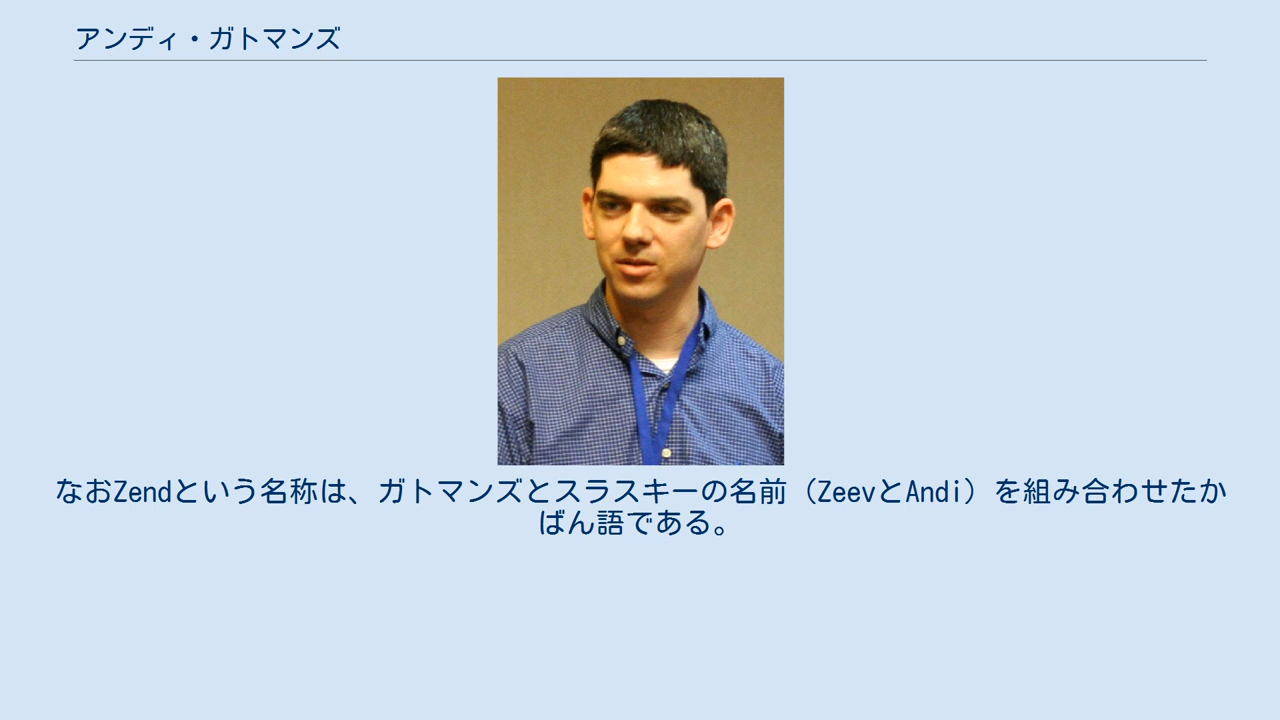 アンディ・ガトマンズ
なおZendという名称は、ガトマンズとスラスキーの名前（ZeevとAndi）を組み合わせたか
ばん語である。